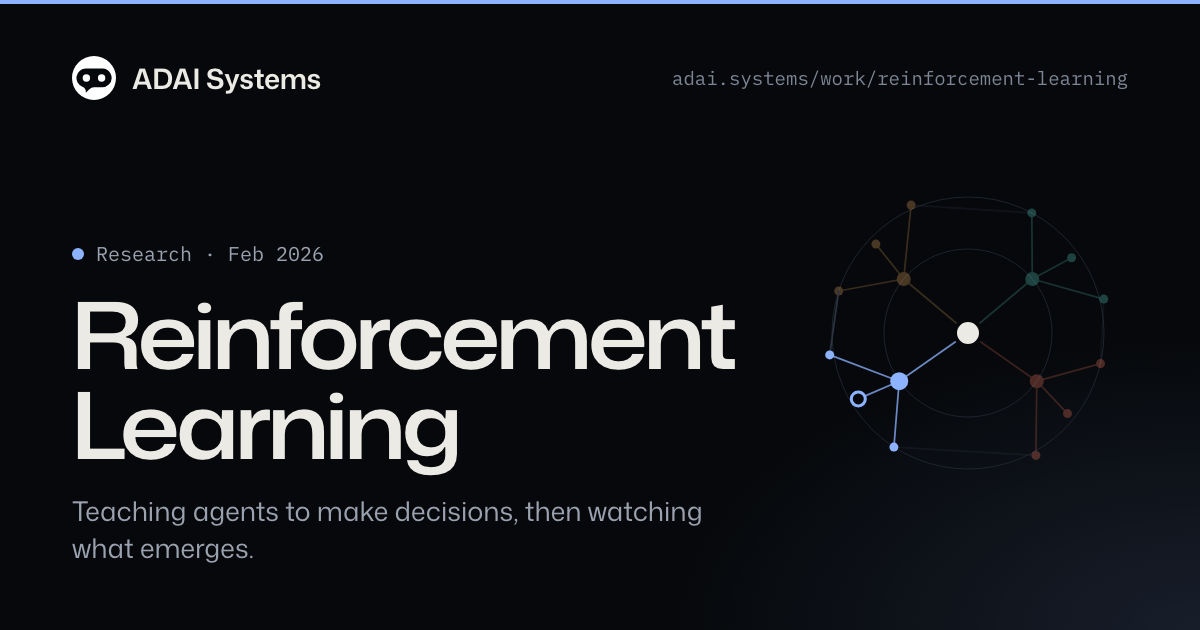 ADAI Systems
adai.systems/work/reinforcement-learning
Research · Feb 2026
Reinforcement
Learning
Teaching agents to make decisions, then watching
what emerges.